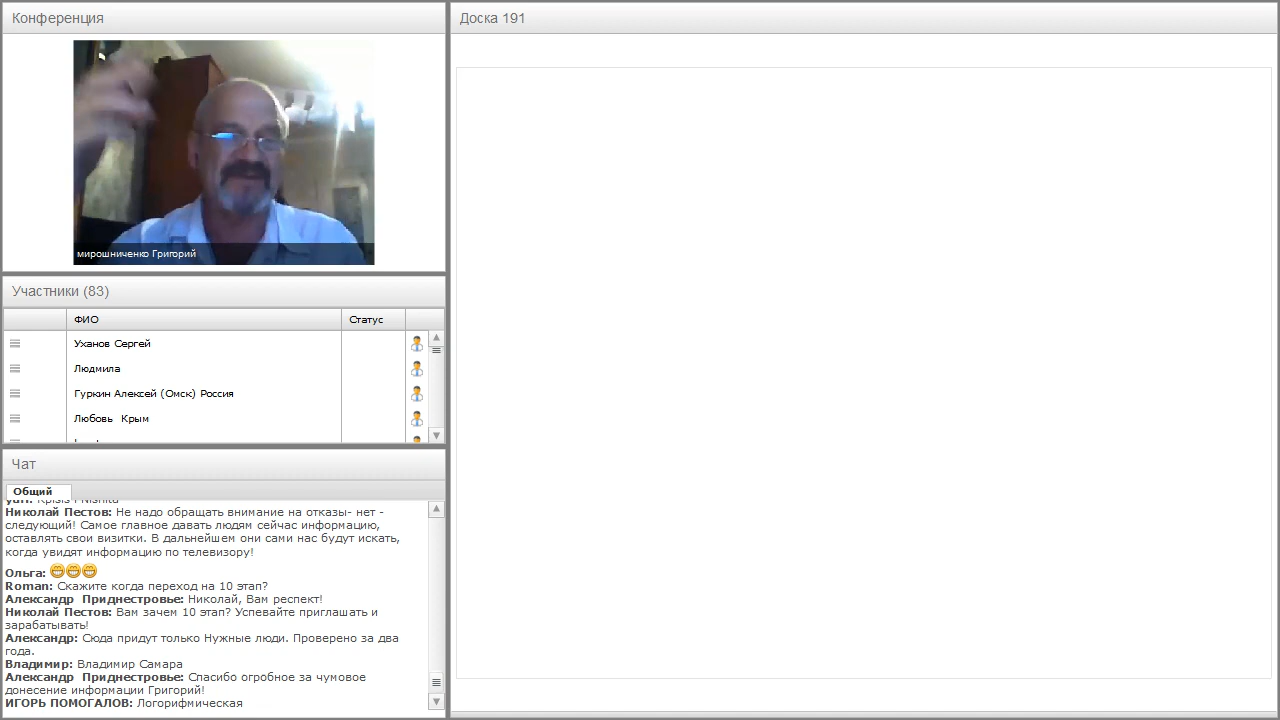 Конференция
мирошниченко Григорий
Участники (83)
ФИО
Статус
Уханов Сергей
Людмила
Гуркин Алексей (Омск) Россия
Любовь Крым
Чат
Общий
Николай Пестов: Не надо обращать внимание на отказы- нет -
следующий! Самое главное давать людям сейчас информацию,
оставлять свои визитки. В дальнейшем они сами нас будут искать,
когда увидят информацию по телевизору!
Ольга:
Roman: Скажите когда переход на 10 этап?
Александр Приднестровье: Николай, Вам респект!
Николай Пестов: Вам зачем 10 этап? Успевайте приглашать и
зарабатывать!
Александр: Сюда придут только Нужные люди. Проверено за два
года.
Владимир: Владимир Самара
Александр Приднестровье: Спасибо огробное за чумовое
донесение информации Григорий!
ИГОРЬ ПОМОГАЛОВ: Логорифмическая
Доска 191